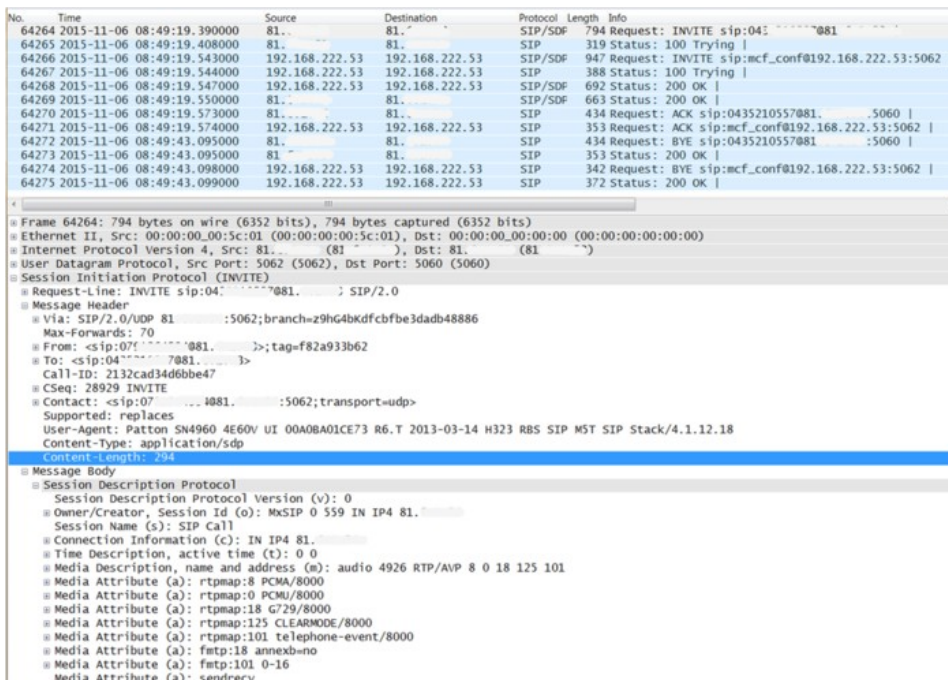 No. Time Source Destination Protocol Length Info
64264 2015-11-06 08:49:19.390000 81. 81. SIP/SDP 794 Request: INVITE sip:04 @81
64265 2015-11-06 08:49:19.408000 81. 81. SIP 319 Status: 100 Trying |
64266 2015-11-06 08:49:19.543000 192.168.222.53 192.168.222.53 SIP/SDP 947 Request: INVITE sip:mcf_conf@192.168.222.53:5062
64267 2015-11-06 08:49:19.544000 192.168.222.53 192.168.222.53 SIP 388 Status: 100 Trying |
64268 2015-11-06 08:49:19.547000 192.168.222.53 192.168.222.53 SIP/SDP 692 Status: 200 OK |
64269 2015-11-06 08:49:19.550000 81. 81. SIP/SDP 663 Status: 200 OK |
64270 2015-11-06 08:49:19.573000 81. 81. SIP 434 Request: ACK sip:0435210557@81. :5060 |
64271 2015-11-06 08:49:19.574000 192.168.222.53 192.168.222.53 SIP 353 Request: ACK sip:mcf_conf@192.168.222.53:5062 |
64272 2015-11-06 08:49:43.095000 81. 81. SIP 434 Request: BYE sip:0435210557@81 :5060 |
64273 2015-11-06 08:49:43.095000 81 81. SIP 353 Status: 200 OK |
64274 2015-11-06 08:49:43.098000 192.168.222.53 192.168.222.53 SIP 342 Request: BYE sip:mcf_conf@192.168.222.53:5062 |
64275 2015-11-06 08:49:43.099000 192.168.222.53 192.168.222.53 SIP 372 Status: 200 OK |
Frame 64264: 794 bytes on wire (6352 bits), 794 bytes captured (6352 bits)
Ethernet II, Src: 00:00:00_00:5c:01 (00:00:00:00:5c:01), Dst: 00:00:00_00:00:00 (00:00:00:00:00:00)
Internet Protocol Version 4, Src: 81. (81 ), Dst: 81. (81 )
User Datagram Protocol, Src Port: 5062 (5062), Dst Port: 5060 (5060)
Session Initiation Protocol (INVITE)
Request-Line: INVITE sip:04 7@81. SIP/2.0
Message Header
Via: SIP/2.0/UDP 81 :5062;branch=z9hG4bKdfcbfbe3dadb48886
Max-Forwards: 70
From: <sip:07 @81. >;tag=f82a933b62
To: <sip:04 7@81. >
Call-ID: 2132cad34d6bbe47
CSeq: 28929 INVITE
Contact: <sip:07 @81. :5062;transport=udp>
Supported: replaces
User-Agent: Patton SN4960 4E60V UI 00A0BA01CE73 R6.T 2013-03-14 H323 RBS SIP M5T SIP Stack/4.1.12.18
Content-Type: application/sdp
Content-Length: 294
Message Body
Session Description Protocol
Session Description Protocol Version (v): 0
Owner/Creator, Session Id (o): MxSIP 0 559 IN IP4 81.
Session Name (s): SIP Call
Connection Information (c): IN IP4 81.
Time Description, active time (t): 0 0
Media Description, name and address (m): audio 4926 RTP/AVP 8 0 18 125 101
Media Attribute (a): rtpmap:8 PCMA/8000
Media Attribute (a): rtpmap:0 PCMU/8000
Media Attribute (a): rtpmap:18 G729/8000
Media Attribute (a): rtpmap:125 CLEARMODE/8000
Media Attribute (a): rtpmap:101 telephone-event/8000
Media Attribute (a): fmtp:18 annexb=no
Media Attribute (a): fmtp:101 0-16
Media Attribute (a): sendrecv